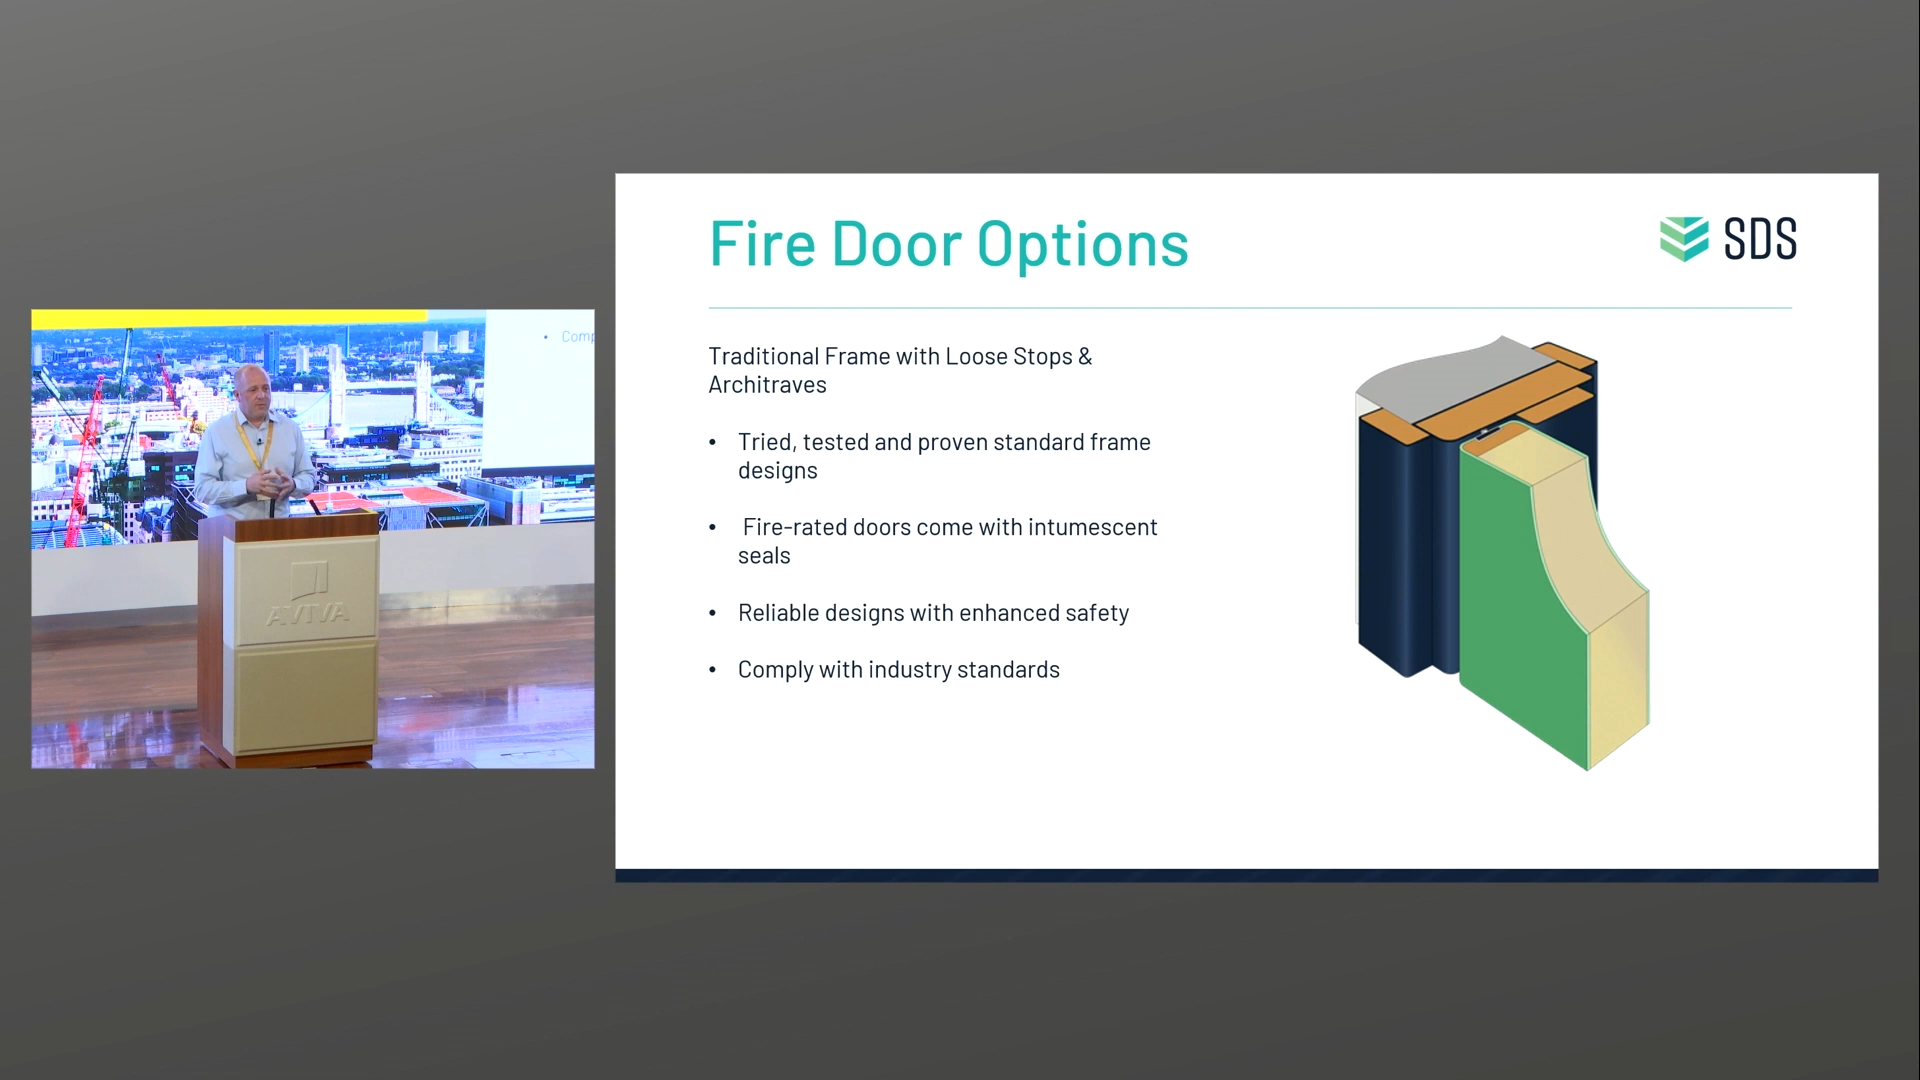 Fire Door Options
SDS
Traditional Frame with Loose Stops &
Architraves
• Tried, tested and proven standard frame
designs
• Fire-rated doors come with intumescent
seals
• Reliable designs with enhanced safety
• Comply with industry standards
• Comp
AVIVA